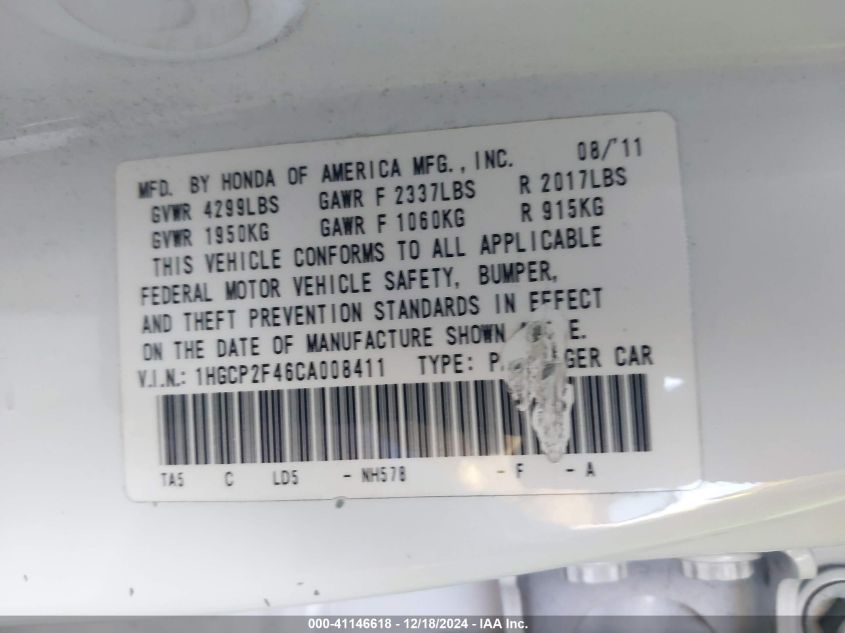 MFD. BY HONDA OF AMERICA MFG., INC. 08/'11
GVWR 4299LBS GAWR F 2337LBS R 2017LBS
GVWR 1950KG GAWR F 1060KG R 915KG
THIS VEHICLE CONFORMS TO ALL APPLICABLE
FEDERAL MOTOR VEHICLE SAFETY, BUMPER,
AND THEFT PREVENTION STANDARDS IN EFFECT
ON THE DATE OF MANUFACTURE SHOWN
V.I.N.: 1HGCP2F46CA008411 TYPE: CAR
TA5 C LD5 - NH578 - F - A
000-41146618 - 12/18/2024 - IAA Inc.